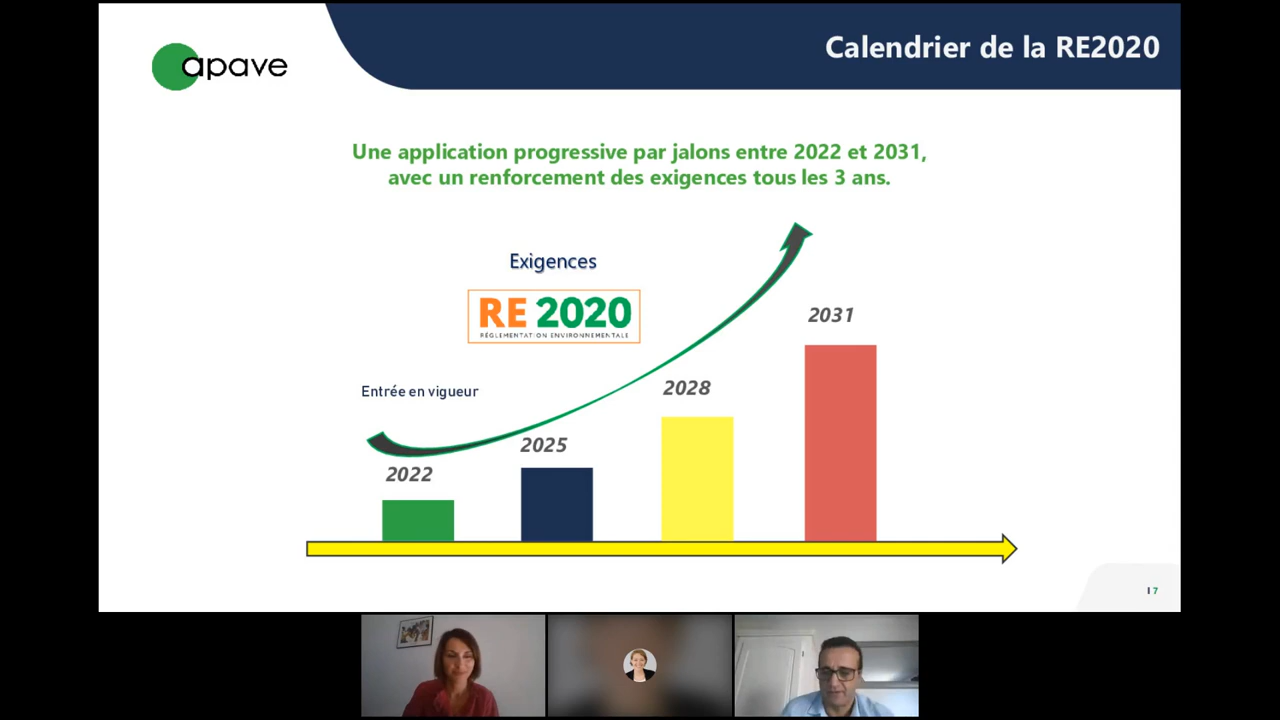 apave
Calendrier de la RE2020
Une application progressive par jalons entre 2022 et 2031,
avec un renforcement des exigences tous les 3 ans.
Exigences
RE 2020
RÉGLEMENTATION ENVIRONNEMENTALE
2031
2028
Entrée en vigueur
2025
2022
7